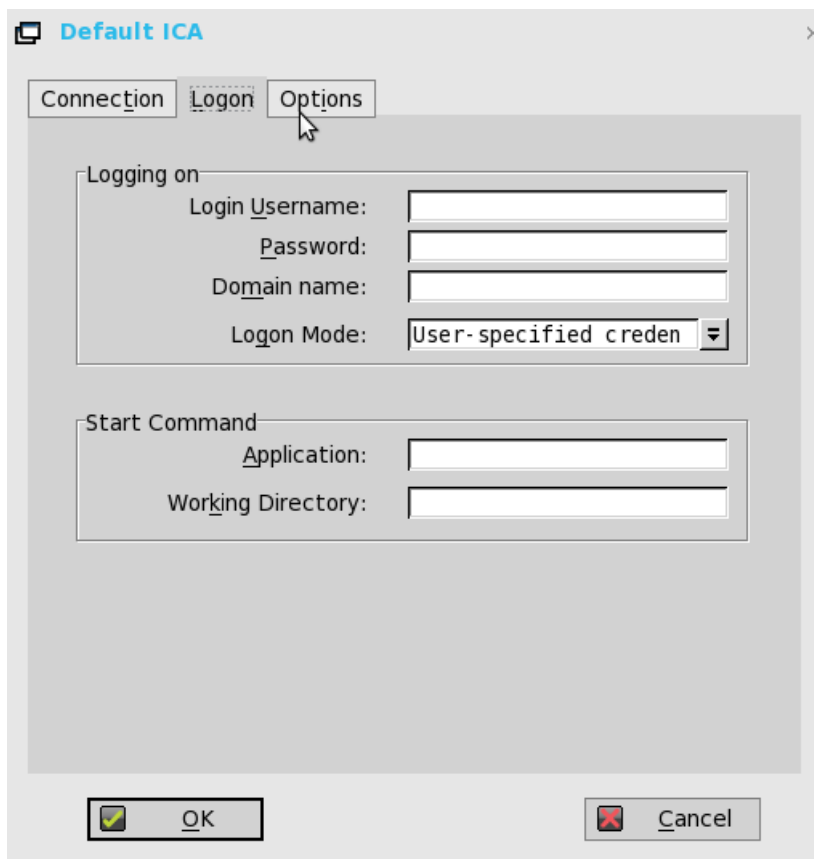 Default ICA
Connection Logon Options
Logging on
Login Username:
Password:
Domain name:
Logon Mode: User-specified creden
Start Command
Application:
Working Directory:
OK Cancel